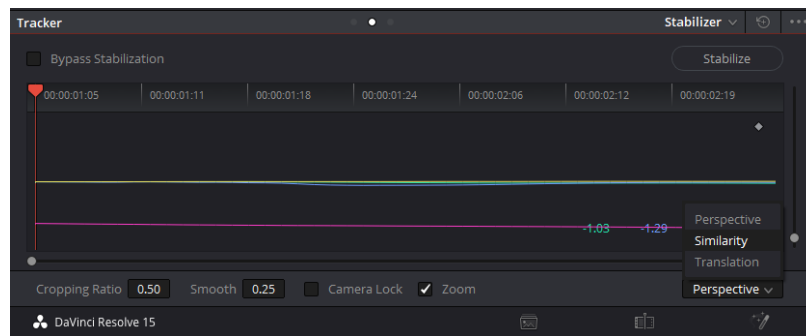 Tracker Stabilizer
Bypass Stabilization Stabilize
00:00:01:05 00:00:01:11 00:00:01:18 00:00:01:24 00:00:02:06 00:00:02:12 00:00:02:19
Perspective
-1.03 -1.29
Similarity
Translation
Cropping Ratio 0.50 Smooth 0.25 Camera Lock Zoom Perspective
DaVinci Resolve 15